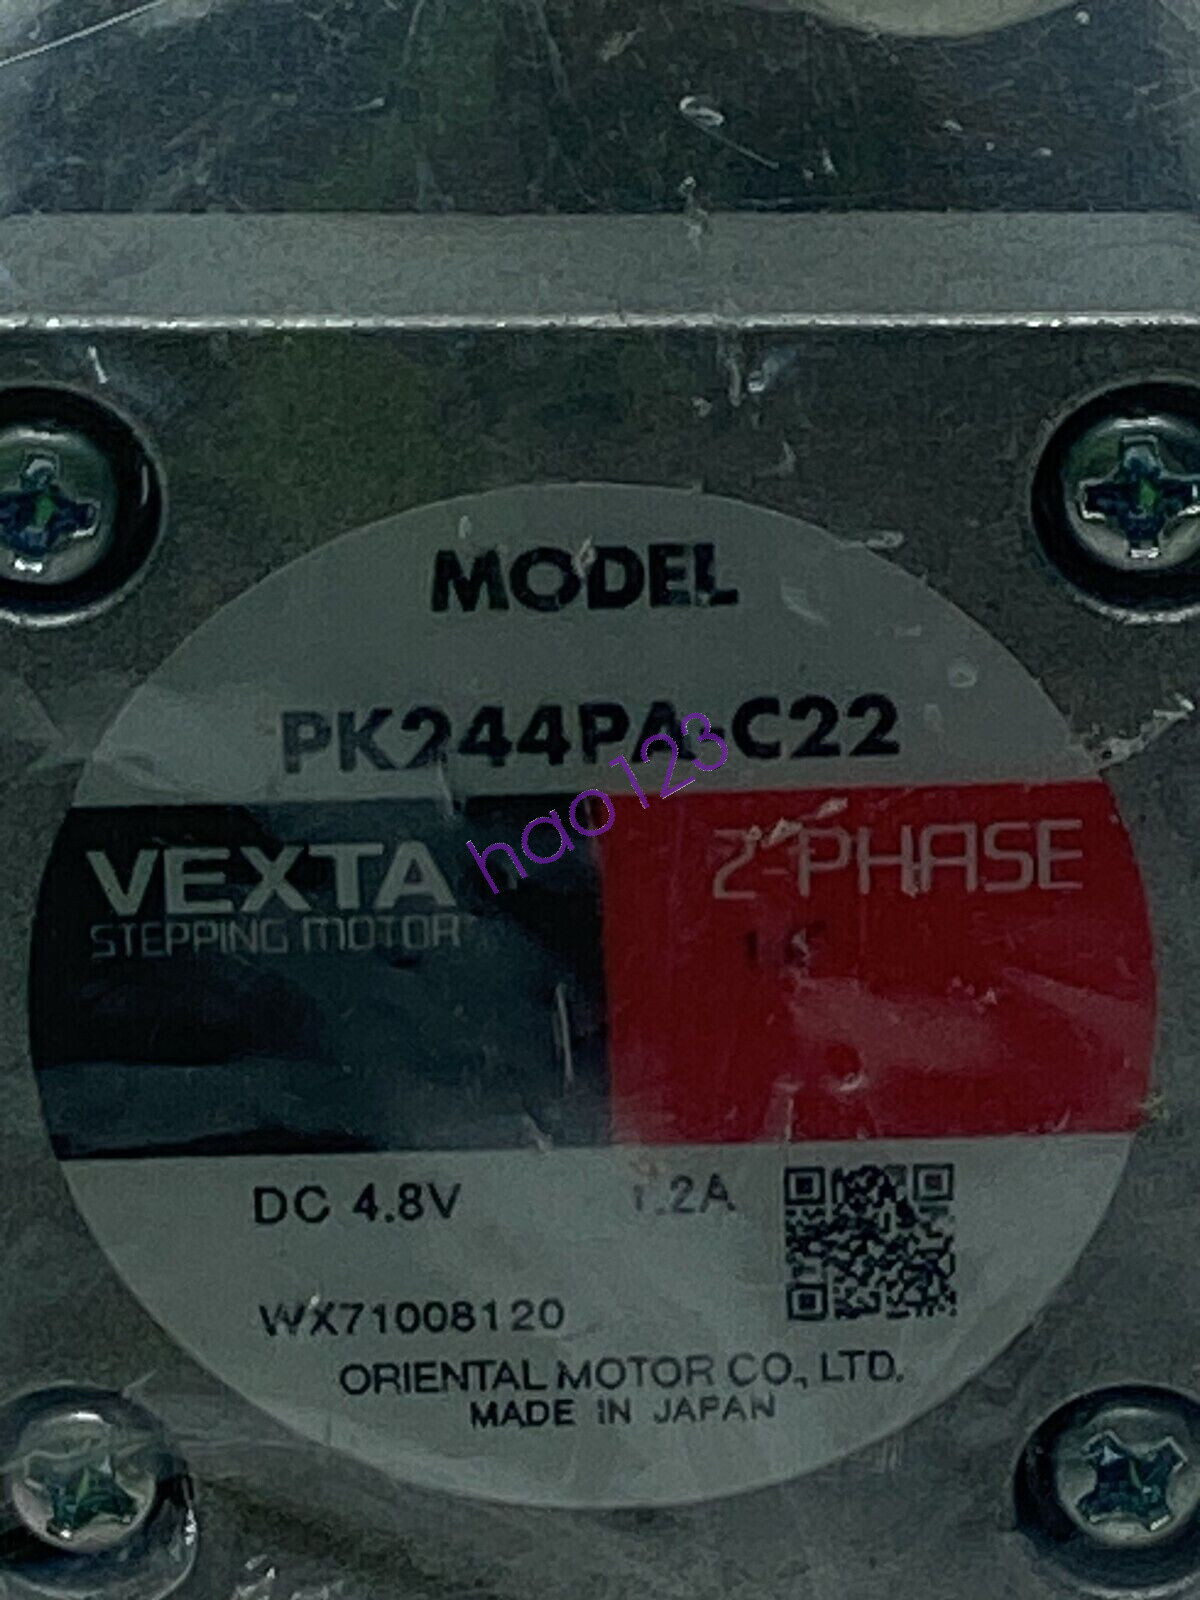 MODEL
PK244PA-C22
hao123
VEXTA
2-PHASE
STEPPING MOTOR
DC 4.8V 1.2A
WX71008120
ORIENTAL MOTOR CO., LTD.
MADE IN JAPAN